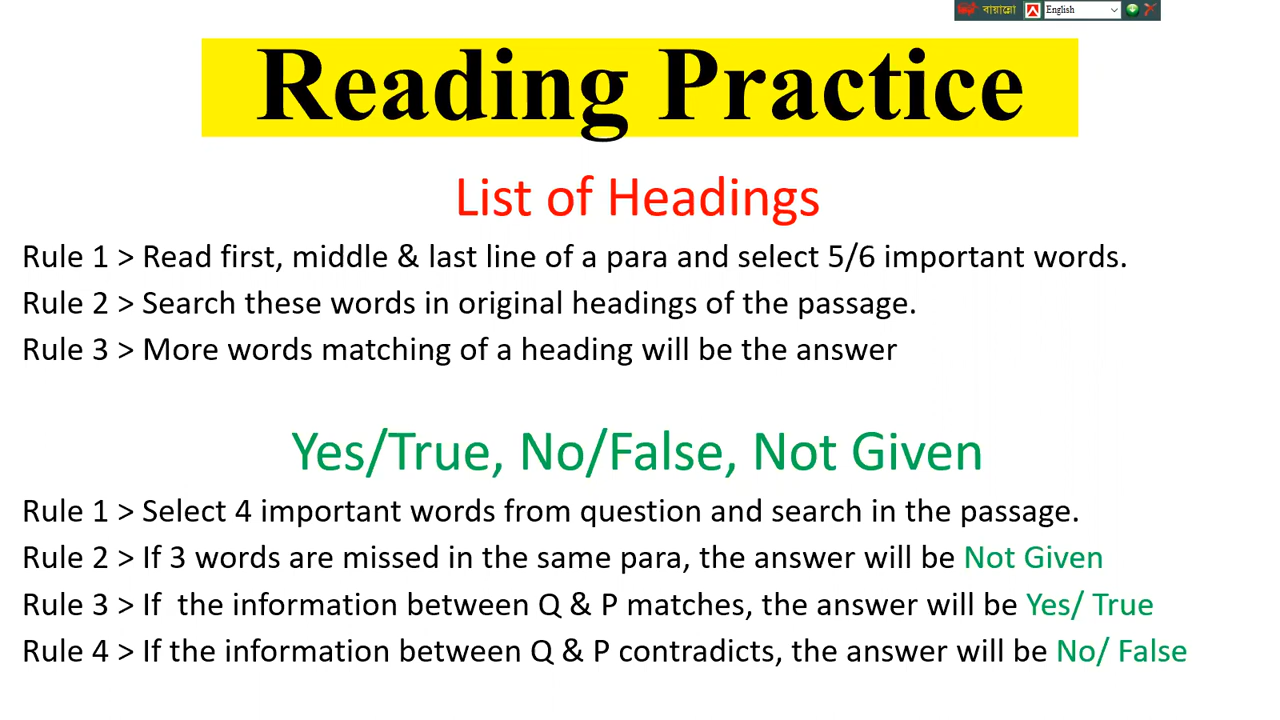 বায়ান্নো English
Reading Practice
List of Headings
Rule 1 > Read first, middle & last line of a para and select 5/6 important words.
Rule 2 > Search these words in original headings of the passage.
Rule 3 > More words matching of a heading will be the answer
Yes/True, No/False, Not Given
Rule 1 > Select 4 important words from question and search in the passage.
Rule 2 > If 3 words are missed in the same para, the answer will be Not Given
Rule 3 > If  the information between Q & P matches, the answer will be Yes/ True
Rule 4 > If the information between Q & P contradicts, the answer will be No/ False